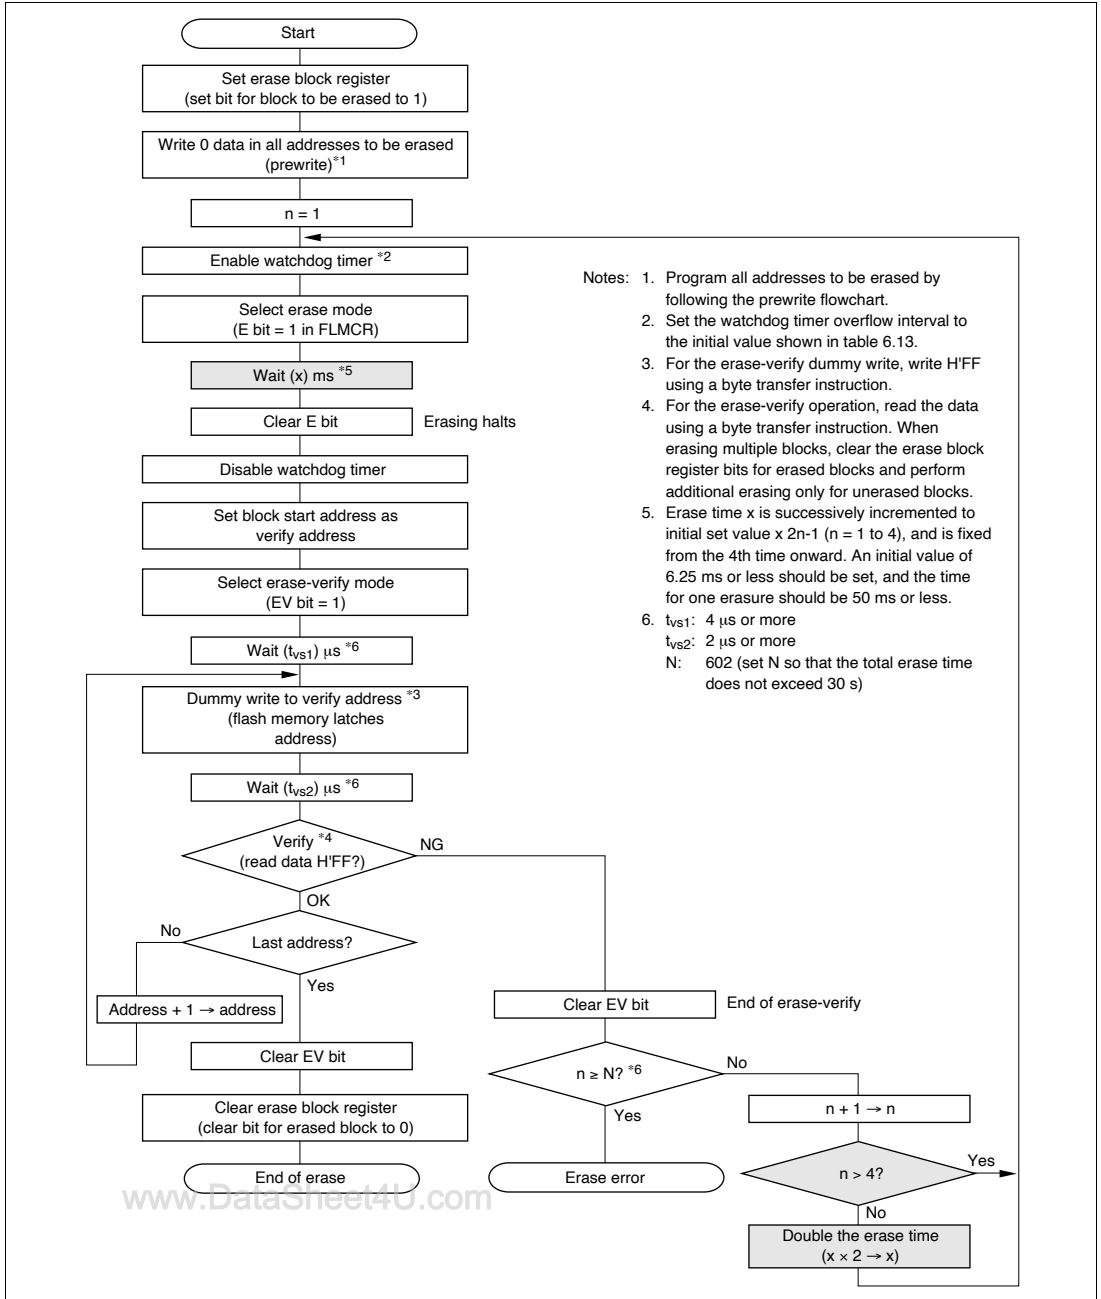 Start
Set erase block register
(set bit for block to be erased to 1)
Write 0 data in all addresses to be erased
(prewrite)*1
n = 1
Enable watchdog timer *2
Select erase mode
(E bit = 1 in FLMCR)
Wait (x) ms *5
Clear E bit
Erasing halts
Disable watchdog timer
Set block start address as
verify address
Select erase-verify mode
(EV bit = 1)
Wait (tvs1) μs *6
Dummy write to verify address *3
(flash memory latches
address)
Wait (tvs2) μs *6
Verify *4
(read data H'FF?)
NG
OK
No
Last address?
Yes
Address + 1 → address
Clear EV bit
Clear erase block register
(clear bit for erased block to 0)
End of erase
Clear EV bit
End of erase-verify
n ≥ N? *6
No
Yes
Erase error
n + 1 → n
n > 4?
Yes
No
Double the erase time
(x × 2 → x)
Notes: 1. Program all addresses to be erased by
following the prewrite flowchart.
2. Set the watchdog timer overflow interval to
the initial value shown in table 6.13.
3. For the erase-verify dummy write, write H'FF
using a byte transfer instruction.
4. For the erase-verify operation, read the data
using a byte transfer instruction. When
erasing multiple blocks, clear the erase block
register bits for erased blocks and perform
additional erasing only for unerased blocks.
5. Erase time x is successively incremented to
initial set value x 2n-1 (n = 1 to 4), and is fixed
from the 4th time onward. An initial value of
6.25 ms or less should be set, and the time
for one erasure should be 50 ms or less.
6. tvs1: 4 μs or more
tvs2: 2 μs or more
N: 602 (set N so that the total erase time
does not exceed 30 s)
www.DataSheet4U.com